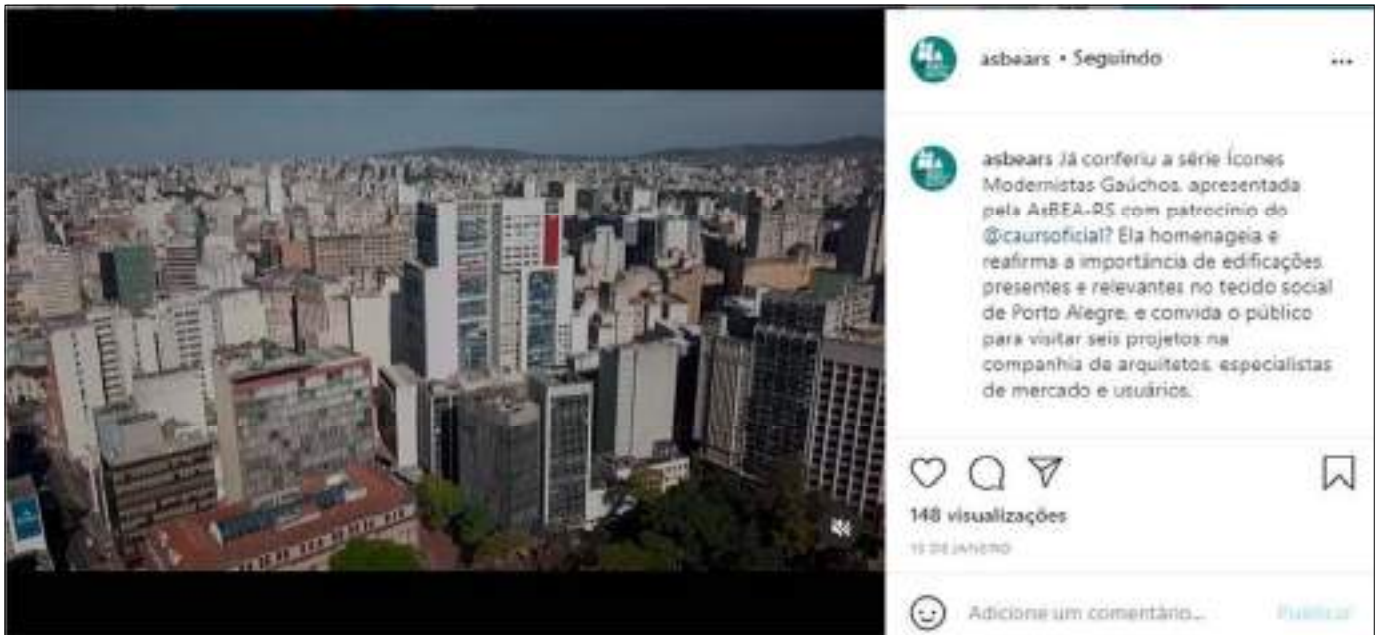 asbears • Seguindo
asbears Já conferiu a série Ícones
Modernistas Gaúchos, apresentada
pela AsBEA-RS com patrocínio do
@caursoficial? Ela homenageia e
reafirma a importância de edificações
presentes e relevantes no tecido social
de Porto Alegre, e convida o público
para visitar seis projetos na
companhia de arquitetos, especialistas
de mercado e usuários.
148 visualizações
DE JANEIRO
Adicione um comentário...
Publicar